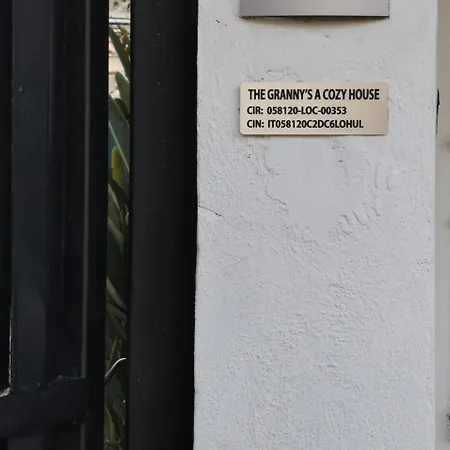 THE GRANNY'S A COZY HOUSE
CIR: 058120-LOC-00353
CIN: IT058120C2DC6LOHUL